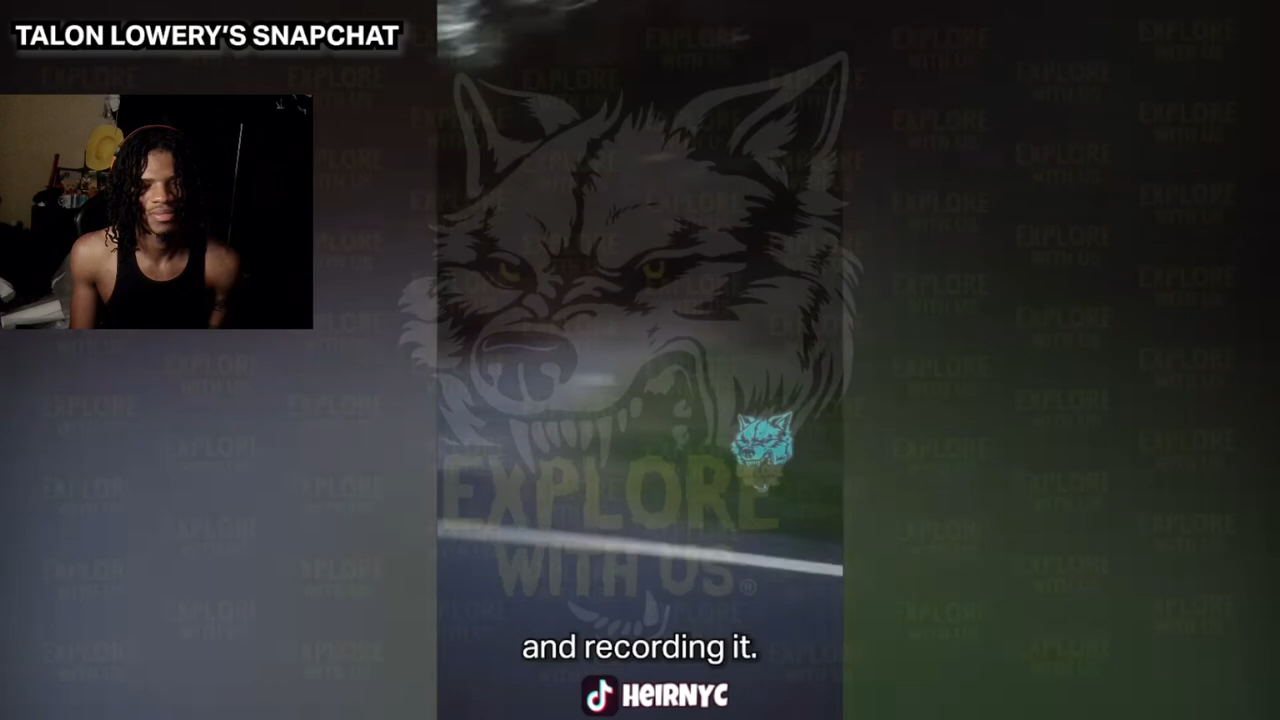 TALON LOWERY'S SNAPCHAT
EXPLORE
WITH US®
and recording it.
HEIRNYC